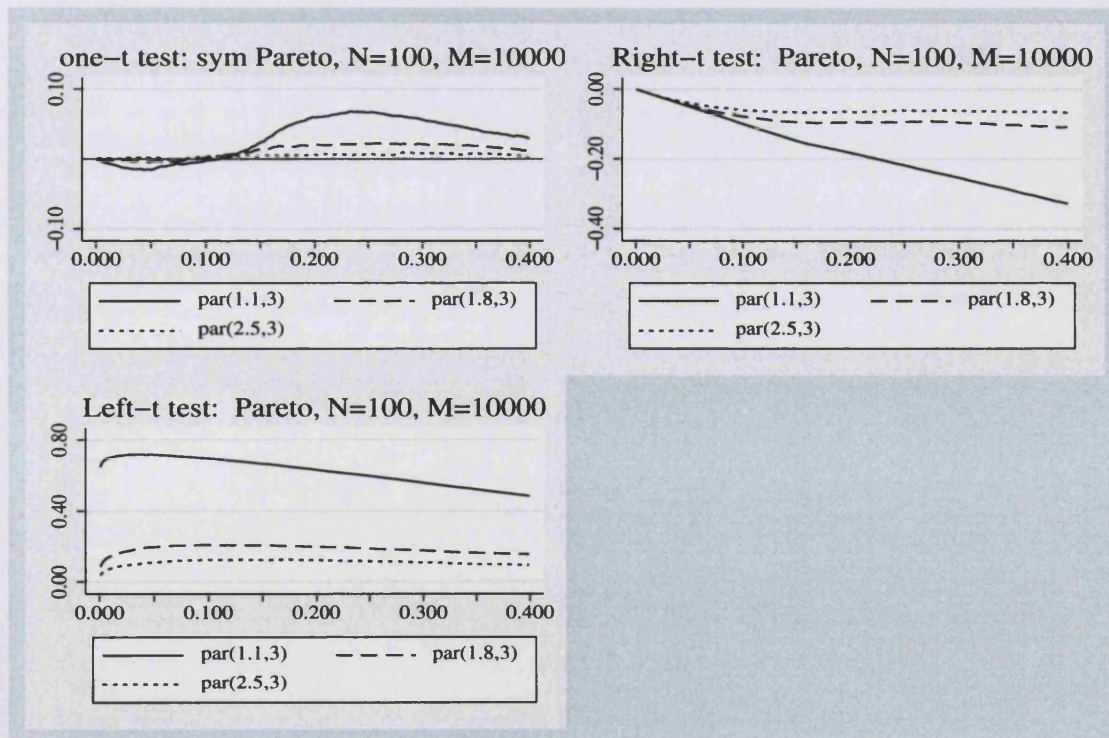 one−t test: sym Pareto, N=100, M=10000
0.10
−0.10
0.000 0.100 0.200 0.300 0.400
par(1.1,3) par(1.8,3)
par(2.5,3)
Right−t test: Pareto, N=100, M=10000
0.00
−0.20
−0.40
0.000 0.100 0.200 0.300 0.400
par(1.1,3) par(1.8,3)
par(2.5,3)
Left−t test: Pareto, N=100, M=10000
0.80
0.40
0.00
0.000 0.100 0.200 0.300 0.400
par(1.1,3) par(1.8,3)
par(2.5,3)